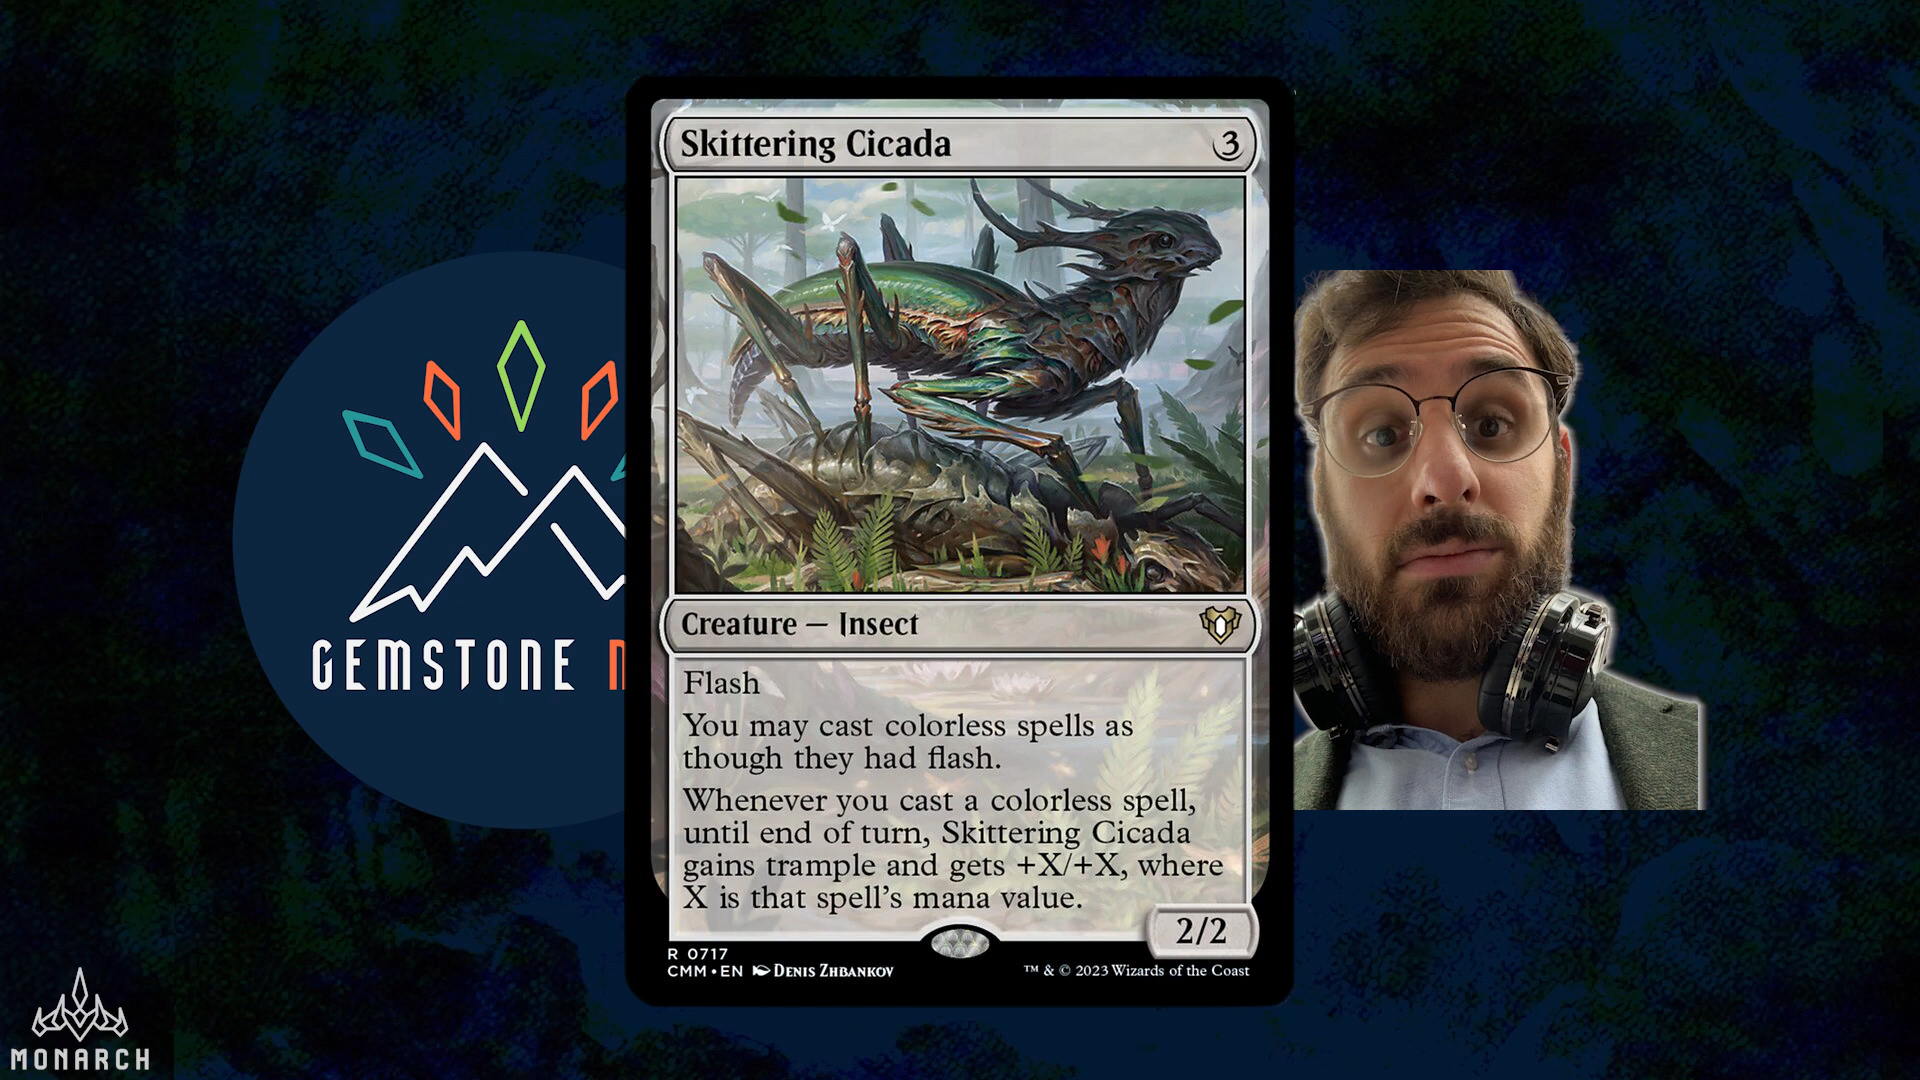 Skittering Cicada
3
GEMSTONE
Creature — Insect
Flash
You may cast colorless spells as
though they had flash.
Whenever you cast a colorless spell,
until end of turn, Skittering Cicada
gains trample and gets +X/+X, where
X is that spell's mana value.
2/2
R 0717
CMM • EN Denis Zhbankov
™ & © 2023 Wizards of the Coast
MONARCH